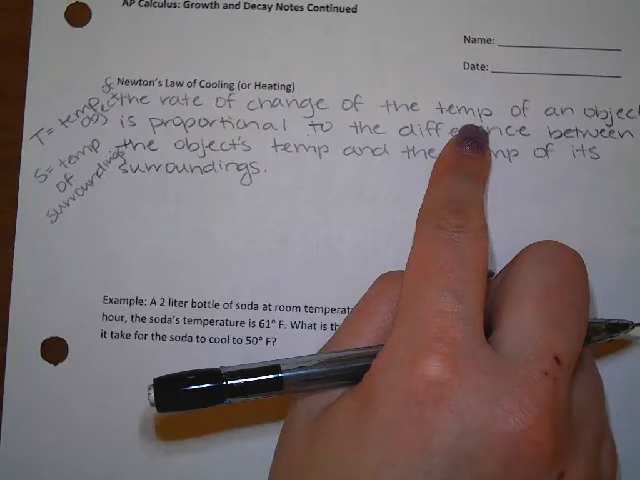 AP Calculus: Growth and Decay Notes Continued
Name:
Date:
Newton's Law of Cooling (or Heating)
the rate of change of the temp of an objec
is proportional to the difference between
the object's temp and the temp of its
surroundings.
T = temp of
object
S = temp
of
surroundings
Example: A 2 liter bottle of soda at room temperat
hour, the soda's temperature is 61° F. What is th
it take for the soda to cool to 50° F?